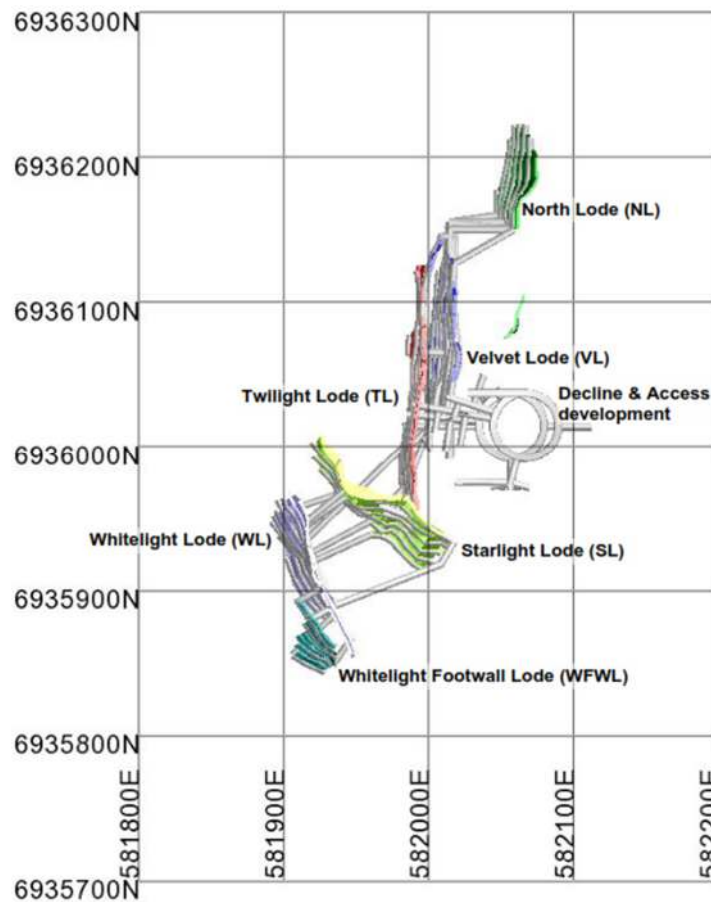 6936300N
6936200N
North Lode (NL)
6936100N
Velvet Lode (VL)
Twilight Lode (TL)
Decline & Access
development
6936000N
Whitelight Lode (WL)
Starlight Lode (SL)
6935900N
Whitelight Footwall Lode (WFWL)
6935800N
581800E
581900E
582000E
582100E
582200E
6935700N